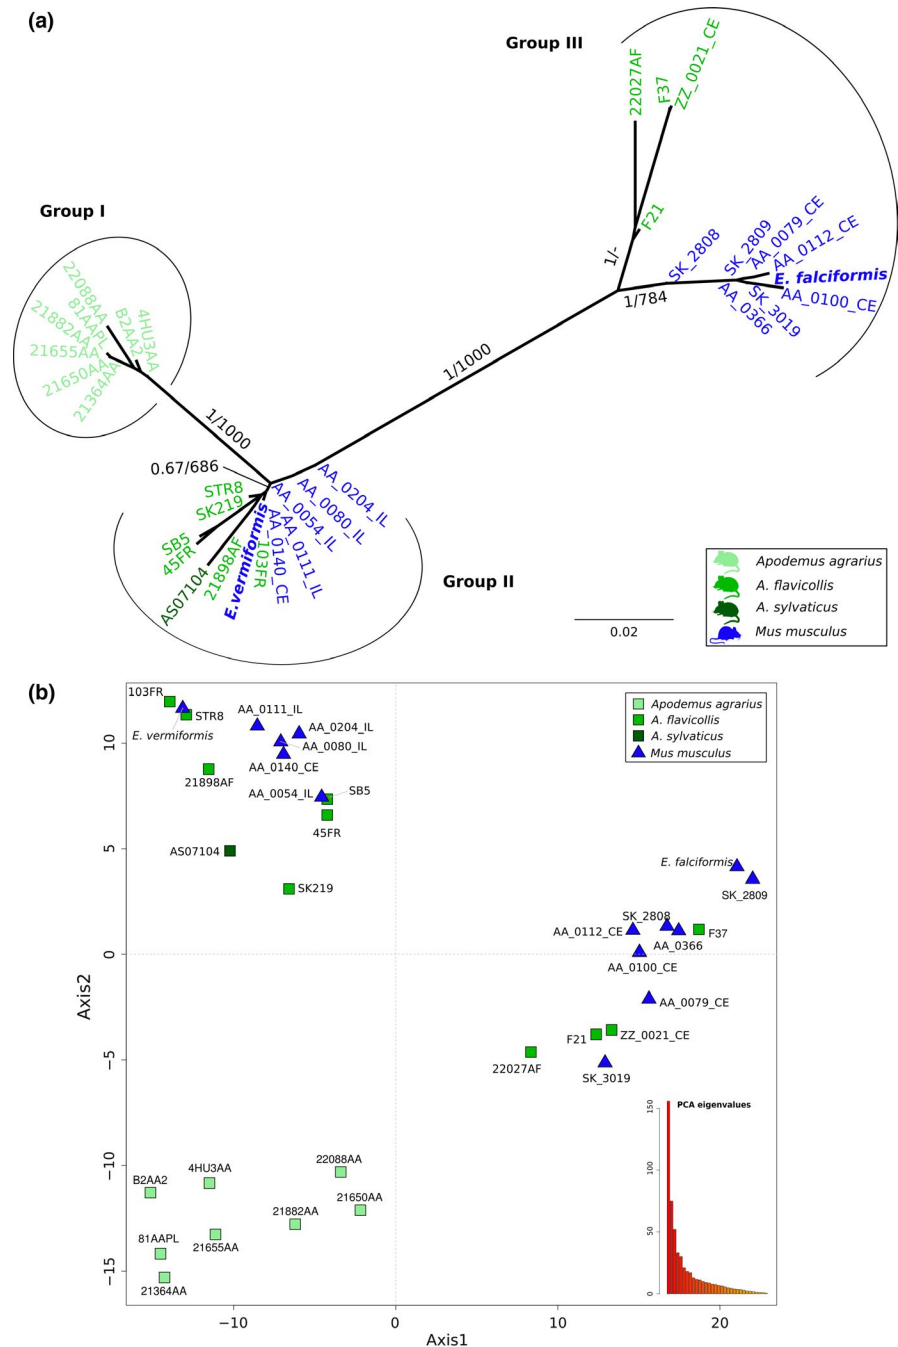 (a)
Group III
22027AF
F37
ZZ_0021_CE
F21
SK_2808
SK_2809
AA_0079_CE
AA_0112_CE
E. falciformis
AA_0100_CE
SK_3019
AA_0366
1/-
1/784
1/1000
Group I
22088AA
81AAPL
21882AA
21655AA
21650AA
21364AA
B2AA2
4HU3AA
1/1000
0.67/686
STR8
SK219
SB5
45FR
AS07104
21898AF
E.vermiformis
103FR
AA_0140_CE
AA_0111_IL
AA_0054_IL
AA_0080_IL
AA_0204_IL
Group II
0.02
Apodemus agrarius
A. flavicollis
A. sylvaticus
Mus musculus
(b)
103FR
STR8
E. vermiformis
21898AF
AA_0111_IL
AA_0204_IL
AA_0080_IL
AA_0140_CE
AA_0054_IL
SB5
45FR
AS07104
SK219
Apodemus agrarius
A. flavicollis
A. sylvaticus
Mus musculus
E. falciformis
SK_2809
SK_2808
AA_0112_CE
F37
AA_0366
AA_0100_CE
AA_0079_CE
F21
ZZ_0021_CE
22027AF
SK_3019
22088AA
4HU3AA
B2AA2
21650AA
21882AA
81AAPL
21655AA
21364AA
PCA eigenvalues
150
100
50
0
10
5
0
−5
−10
−15
Axis2
−10
0
10
20
Axis1